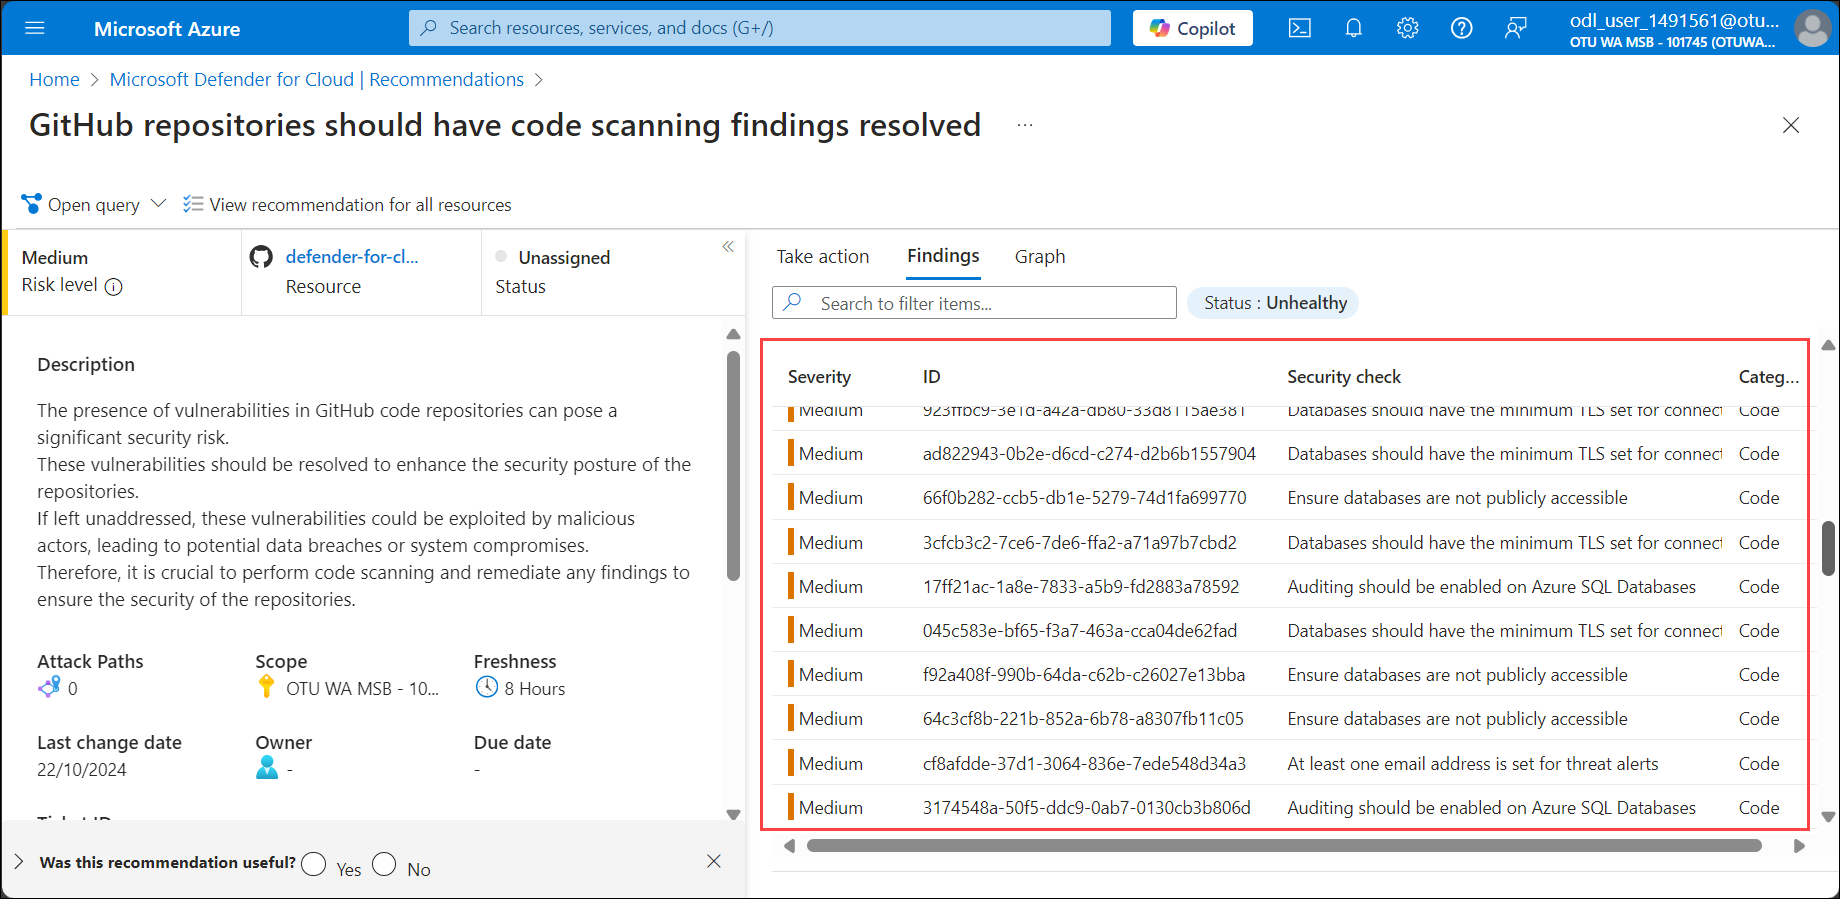 Microsoft Azure
Search resources, services, and docs (G+/)
Copilot
odl_user_1491561@otu...
OTU WA MSB - 101745 (OTUWA...
Home > Microsoft Defender for Cloud | Recommendations >
GitHub repositories should have code scanning findings resolved ...
Open query
View recommendation for all resources
Medium
Risk level
defender-for-cl...
Resource
Unassigned
Status
Description
The presence of vulnerabilities in GitHub code repositories can pose a
significant security risk.
These vulnerabilities should be resolved to enhance the security posture of the
repositories.
If left unaddressed, these vulnerabilities could be exploited by malicious
actors, leading to potential data breaches or system compromises.
Therefore, it is crucial to perform code scanning and remediate any findings to
ensure the security of the repositories.
Attack Paths
0
Scope
OTU WA MSB - 10...
Freshness
8 Hours
Last change date
22/10/2024
Owner
-
Due date
-
Ticket ID
Was this recommendation useful? Yes No
Take action Findings Graph
Search to filter items...
Status : Unhealthy
Severity ID Security check Categ...
Medium 923ffbc9-3e1d-a42a-db80-33d8115ae381 Databases should have the minimum TLS set for connect Code
Medium ad822943-0b2e-d6cd-c274-d2b6b1557904 Databases should have the minimum TLS set for connect Code
Medium 66f0b282-ccb5-db1e-5279-74d1fa699770 Ensure databases are not publicly accessible Code
Medium 3cfcb3c2-7ce6-7de6-ffa2-a71a97b7cbd2 Databases should have the minimum TLS set for connect Code
Medium 17ff21ac-1a8e-7833-a5b9-fd2883a78592 Auditing should be enabled on Azure SQL Databases Code
Medium 045c583e-bf65-f3a7-463a-cca04de62fad Databases should have the minimum TLS set for connect Code
Medium f92a408f-990b-64da-c62b-c26027e13bba Ensure databases are not publicly accessible Code
Medium 64c3cf8b-221b-852a-6b78-a8307fb11c05 Ensure databases are not publicly accessible Code
Medium cf8afdde-37d1-3064-836e-7ede548d34a3 At least one email address is set for threat alerts Code
Medium 3174548a-50f5-ddc9-0ab7-0130cb3b806d Auditing should be enabled on Azure SQL Databases Code